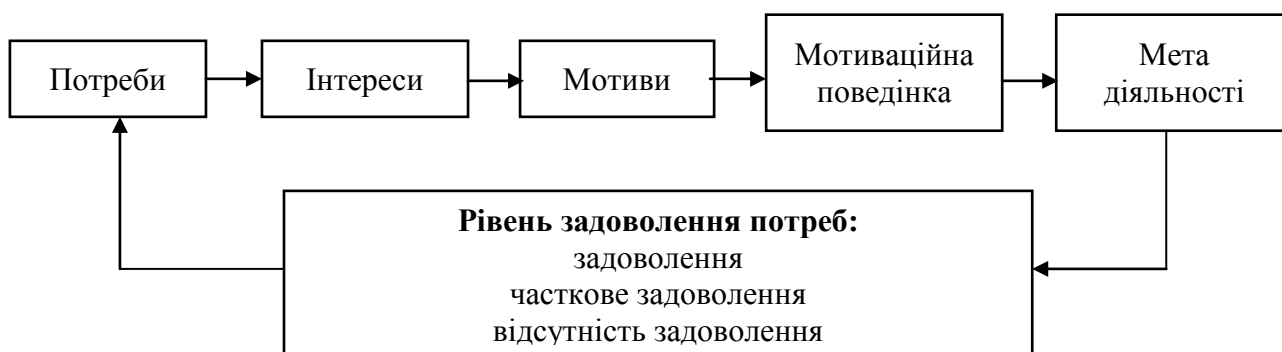 Потреби
Інтереси
Мотиви
Мотиваційна
поведінка
Мета
діяльності
Рівень задоволення потреб:
задоволення
часткове задоволення
відсутність задоволення